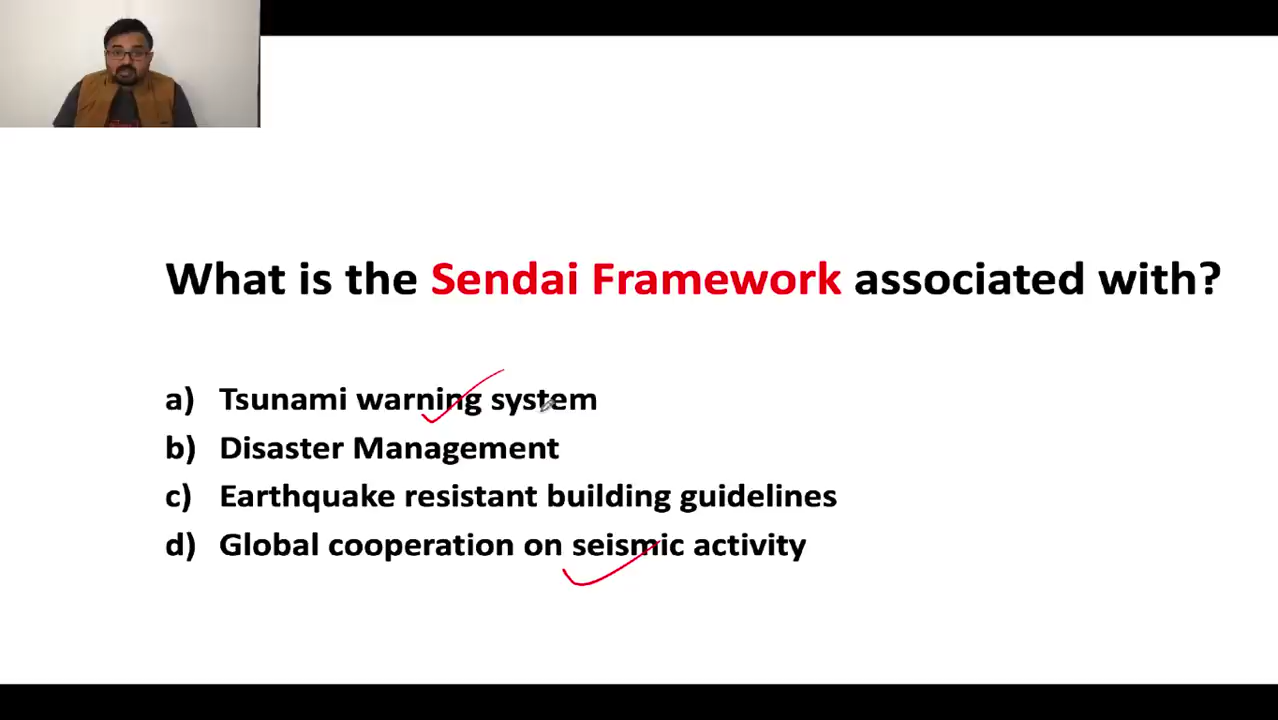 What is the Sendai Framework associated with?
a) Tsunami warning system
b) Disaster Management
c) Earthquake resistant building guidelines
d) Global cooperation on seismic activity